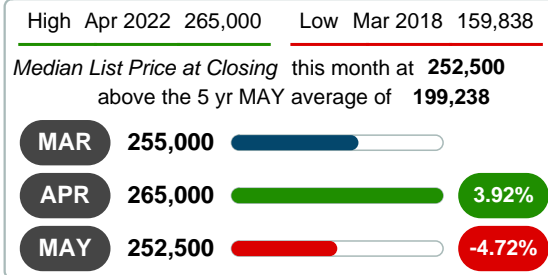 High Apr 2022 265,000 Low Mar 2018 159,838
Median List Price at Closing this month at 252,500
above the 5 yr MAY average of 199,238
MAR 255,000
APR 265,000 3.92%
MAY 252,500 -4.72%